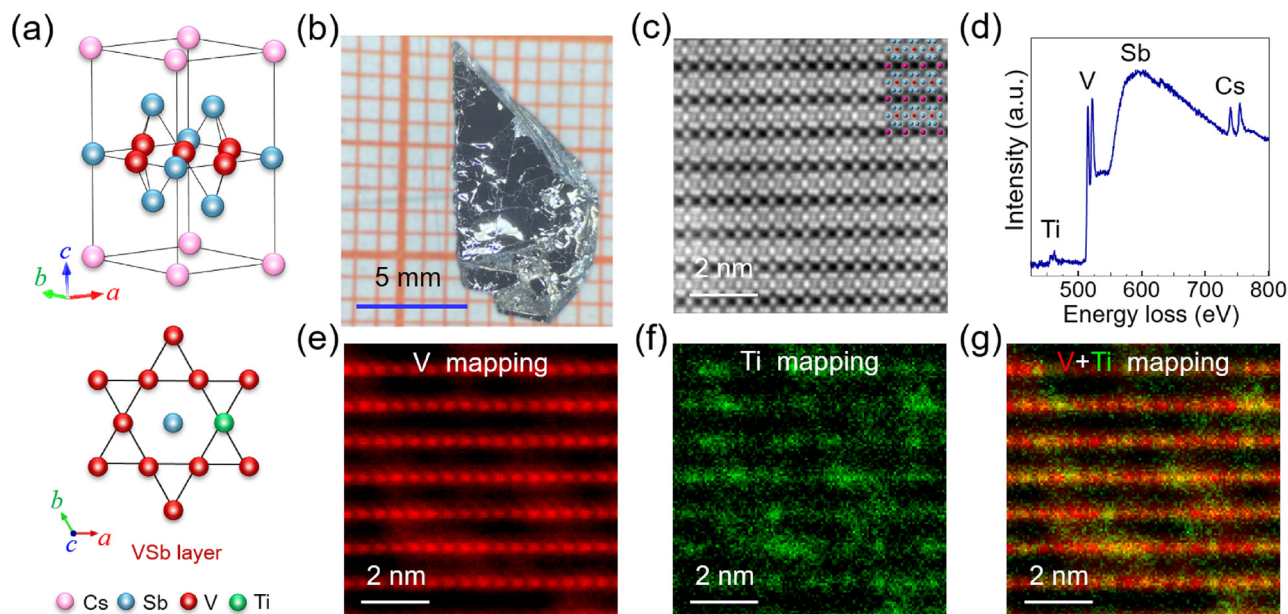 (a)
c
b
a
b
c
a
VSb layer
Cs Sb V Ti
(b)
5 mm
(c)
2 nm
(d)
Intensity (a.u.)
Ti
V
Sb
Cs
500 600 700 800
Energy loss (eV)
(e)
V mapping
2 nm
(f)
Ti mapping
2 nm
(g)
V+Ti mapping
2 nm